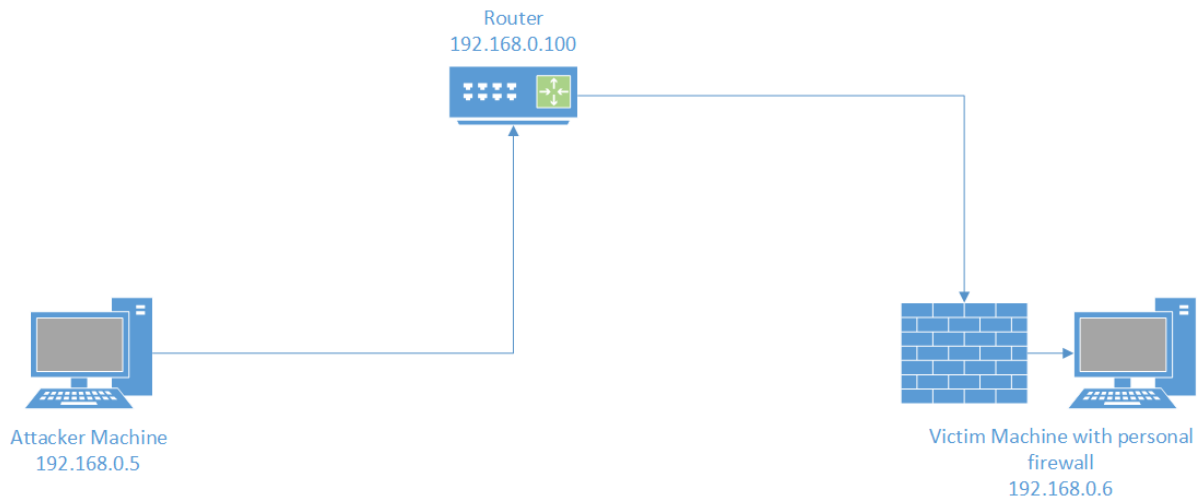 Router
192.168.0.100
Attacker Machine
192.168.0.5
Victim Machine with personal
firewall
192.168.0.6